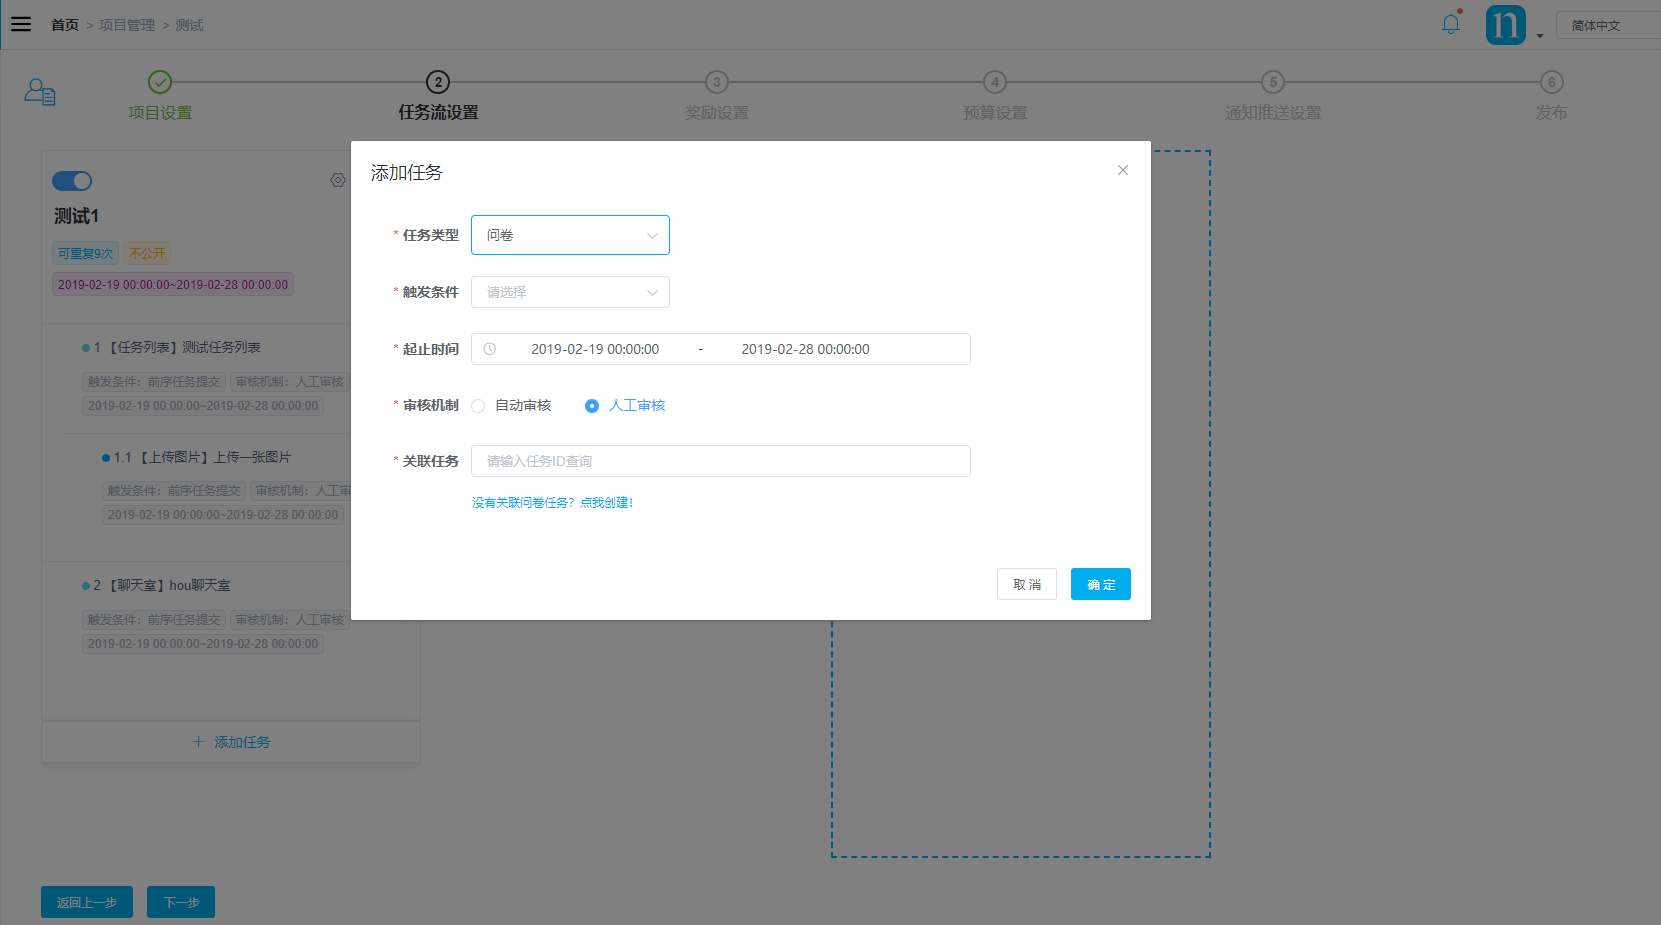 首页 > 项目管理 > 测试
n
简体中文
2
3
4
5
6
项目设置
任务流设置
奖励设置
预算设置
通知推送设置
发布
测试1
可重复9次
不公开
2019-02-19 00:00:00~2019-02-28 00:00:00
1 【任务列表】测试任务列表
触发条件：前序任务提交
审核机制：人工审核
2019-02-19 00:00:00~2019-02-28 00:00:00
1.1 【上传图片】上传一张图片
触发条件：前序任务提交
审核机制：人工审
2019-02-19 00:00:00~2019-02-28 00:00:00
2 【聊天室】hou聊天室
触发条件：前序任务提交
审核机制：人工审核
2019-02-19 00:00:00~2019-02-28 00:00:00
+ 添加任务
返回上一步
下一步
添加任务
* 任务类型
问卷
* 触发条件
请选择
* 起止时间
2019-02-19 00:00:00 - 2019-02-28 00:00:00
* 审核机制
自动审核
人工审核
* 关联任务
请输入任务ID查询
没有关联问卷任务？点我创建！
取消
确定